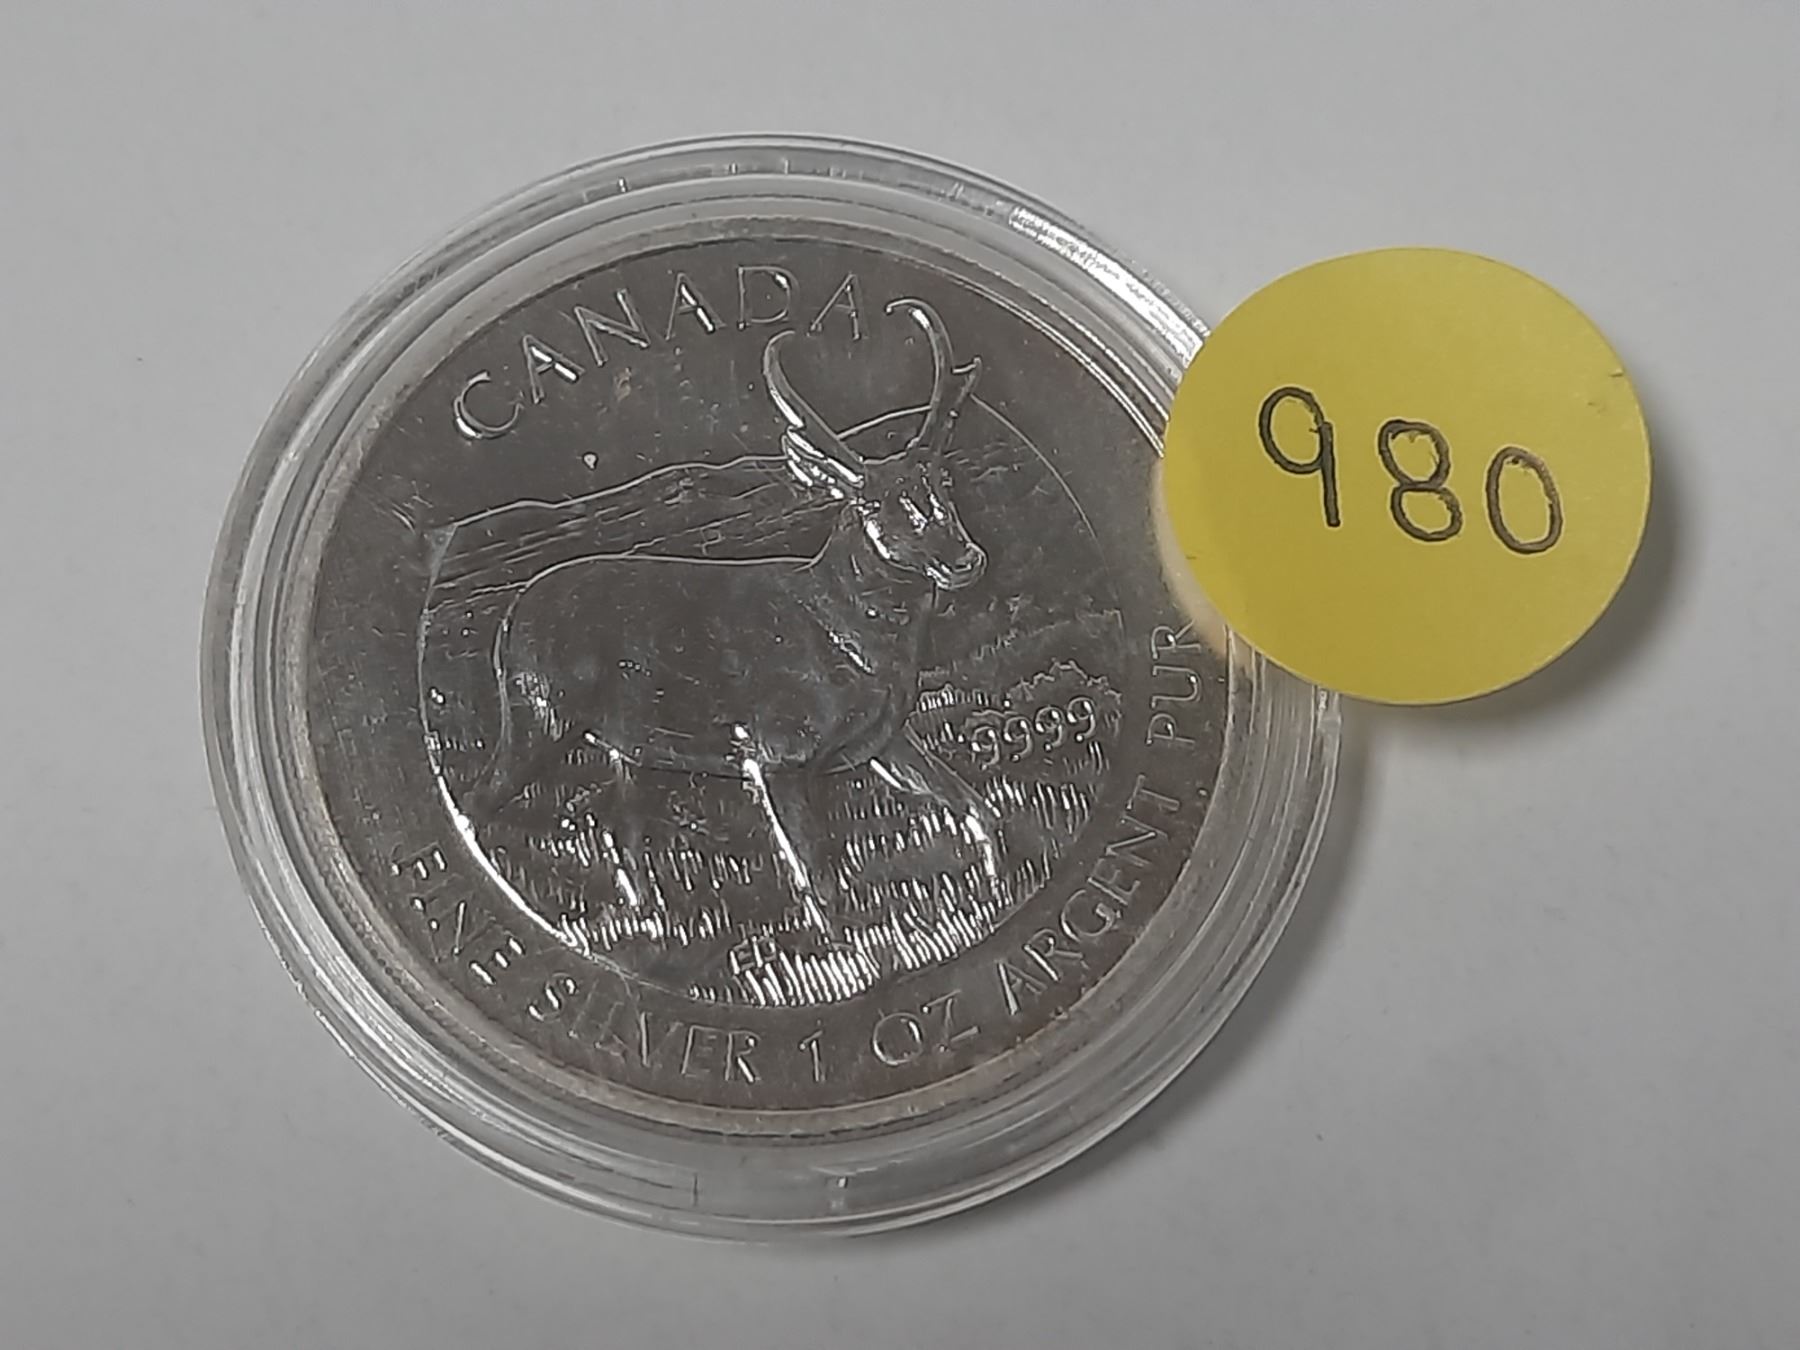 CANADA
9999
FINE SILVER 1 OZ ARGENT PUR
980